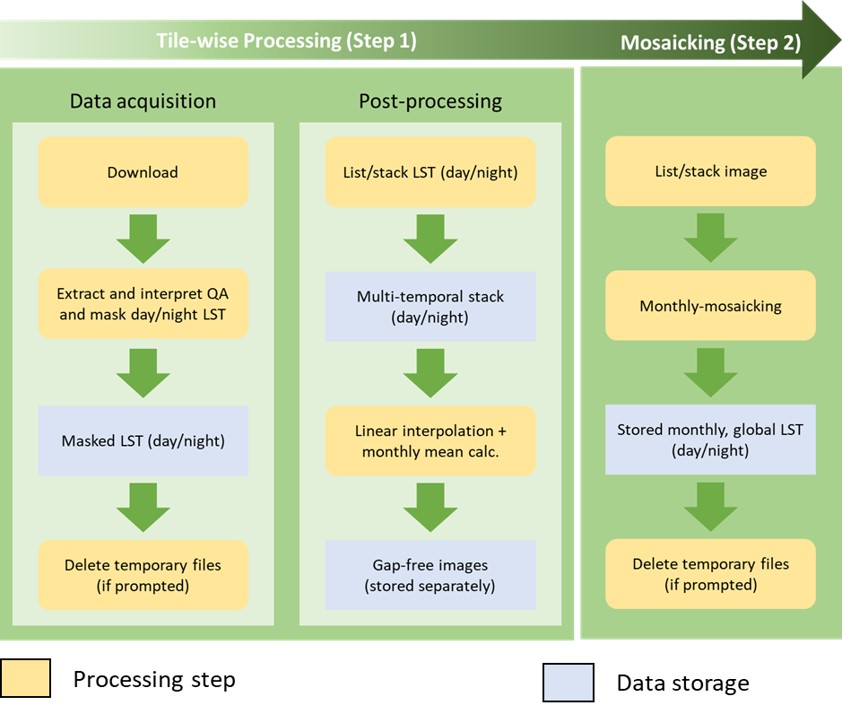 Tile-wise Processing (Step 1)
Mosaicking (Step 2)
Data acquisition
Download
Extract and interpret QA
and mask day/night LST
Masked LST (day/night)
Delete temporary files
(if prompted)
Post-processing
List/stack LST (day/night)
Multi-temporal stack
(day/night)
Linear interpolation +
monthly mean calc.
Gap-free images
(stored separately)
List/stack image
Monthly-mosaicking
Stored monthly, global LST
(day/night)
Delete temporary files
(if prompted)
Processing step
Data storage